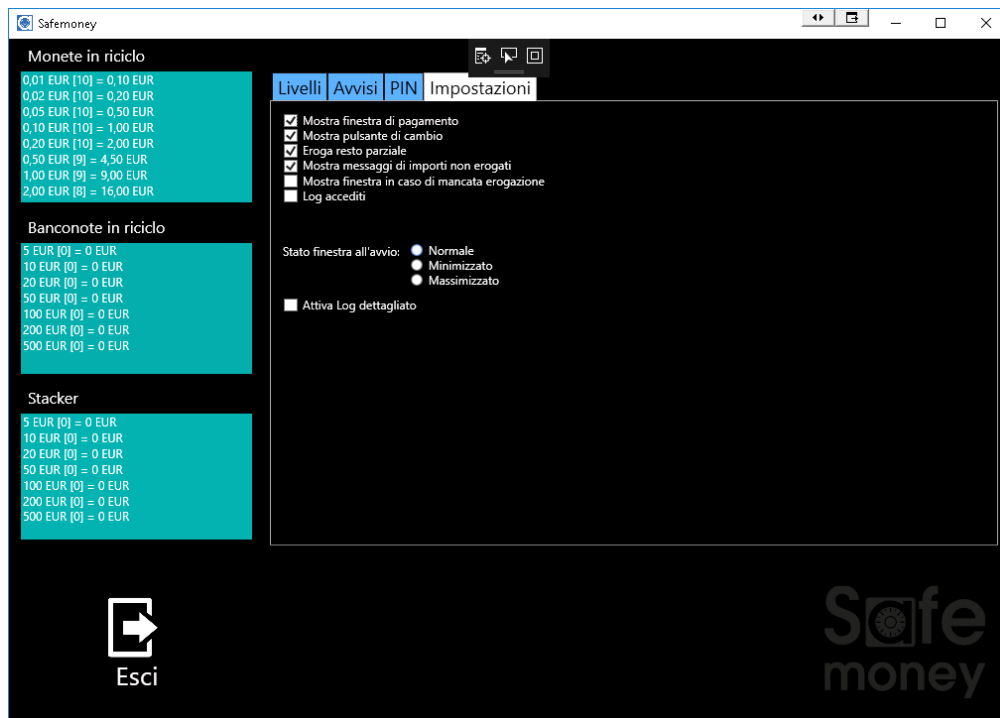 Safemoney
Monete in riciclo
0,01 EUR [10] = 0,10 EUR
0,02 EUR [10] = 0,20 EUR
0,05 EUR [10] = 0,50 EUR
0,10 EUR [10] = 1,00 EUR
0,20 EUR [10] = 2,00 EUR
0,50 EUR [9] = 4,50 EUR
1,00 EUR [9] = 9,00 EUR
2,00 EUR [8] = 16,00 EUR
Banconote in riciclo
5 EUR [0] = 0 EUR
10 EUR [0] = 0 EUR
20 EUR [0] = 0 EUR
50 EUR [0] = 0 EUR
100 EUR [0] = 0 EUR
200 EUR [0] = 0 EUR
500 EUR [0] = 0 EUR
Stacker
5 EUR [0] = 0 EUR
10 EUR [0] = 0 EUR
20 EUR [0] = 0 EUR
50 EUR [0] = 0 EUR
100 EUR [0] = 0 EUR
200 EUR [0] = 0 EUR
500 EUR [0] = 0 EUR
Esci
Livelli Avvisi PIN Impostazioni
Mostra finestra di pagamento
Mostra pulsante di cambio
Eroga resto parziale
Mostra messaggi di importi non erogati
Mostra finestra in caso di mancata erogazione
Log accediti
Stato finestra all'avvio: Normale
Minimizzato
Massimizzato
Attiva Log dettagliato
Safe
money